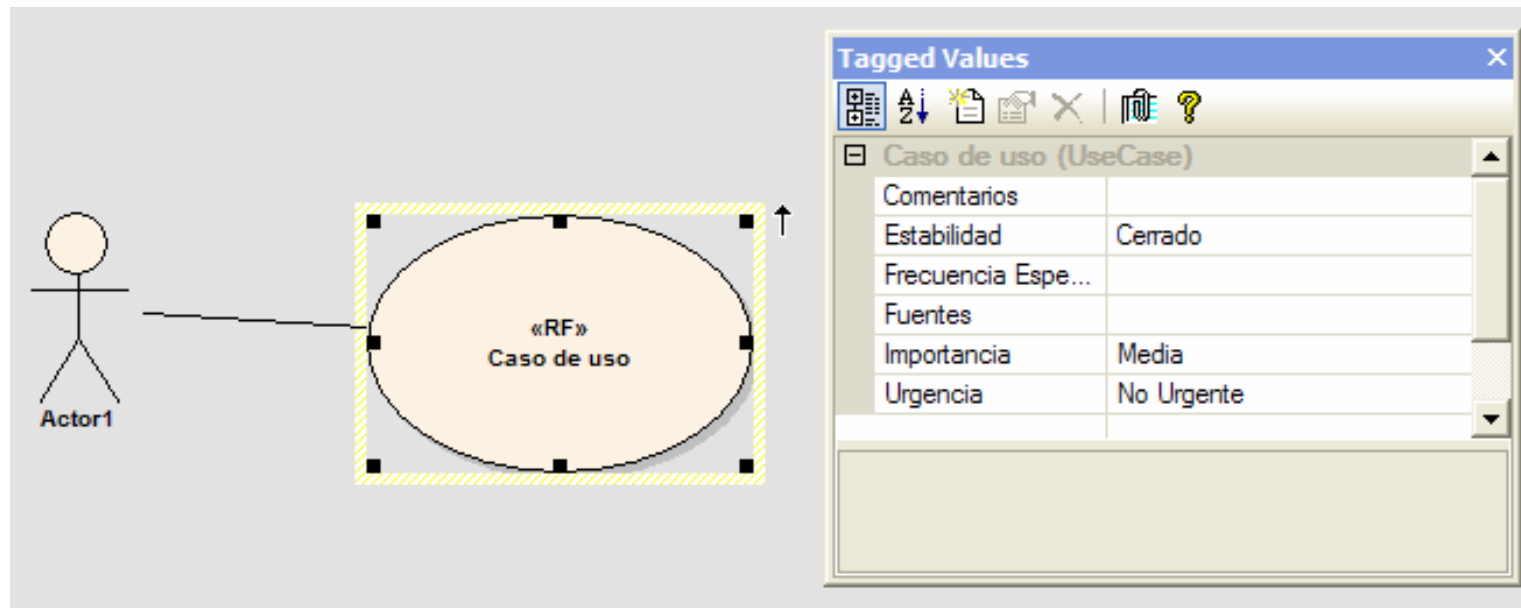 Tagged Values
Caso de uso (UseCase)
Comentarios
Estabilidad Cerrado
Frecuencia Espe...
Fuentes
Importancia Media
Urgencia No Urgente
«RF»
Caso de uso
Actor1